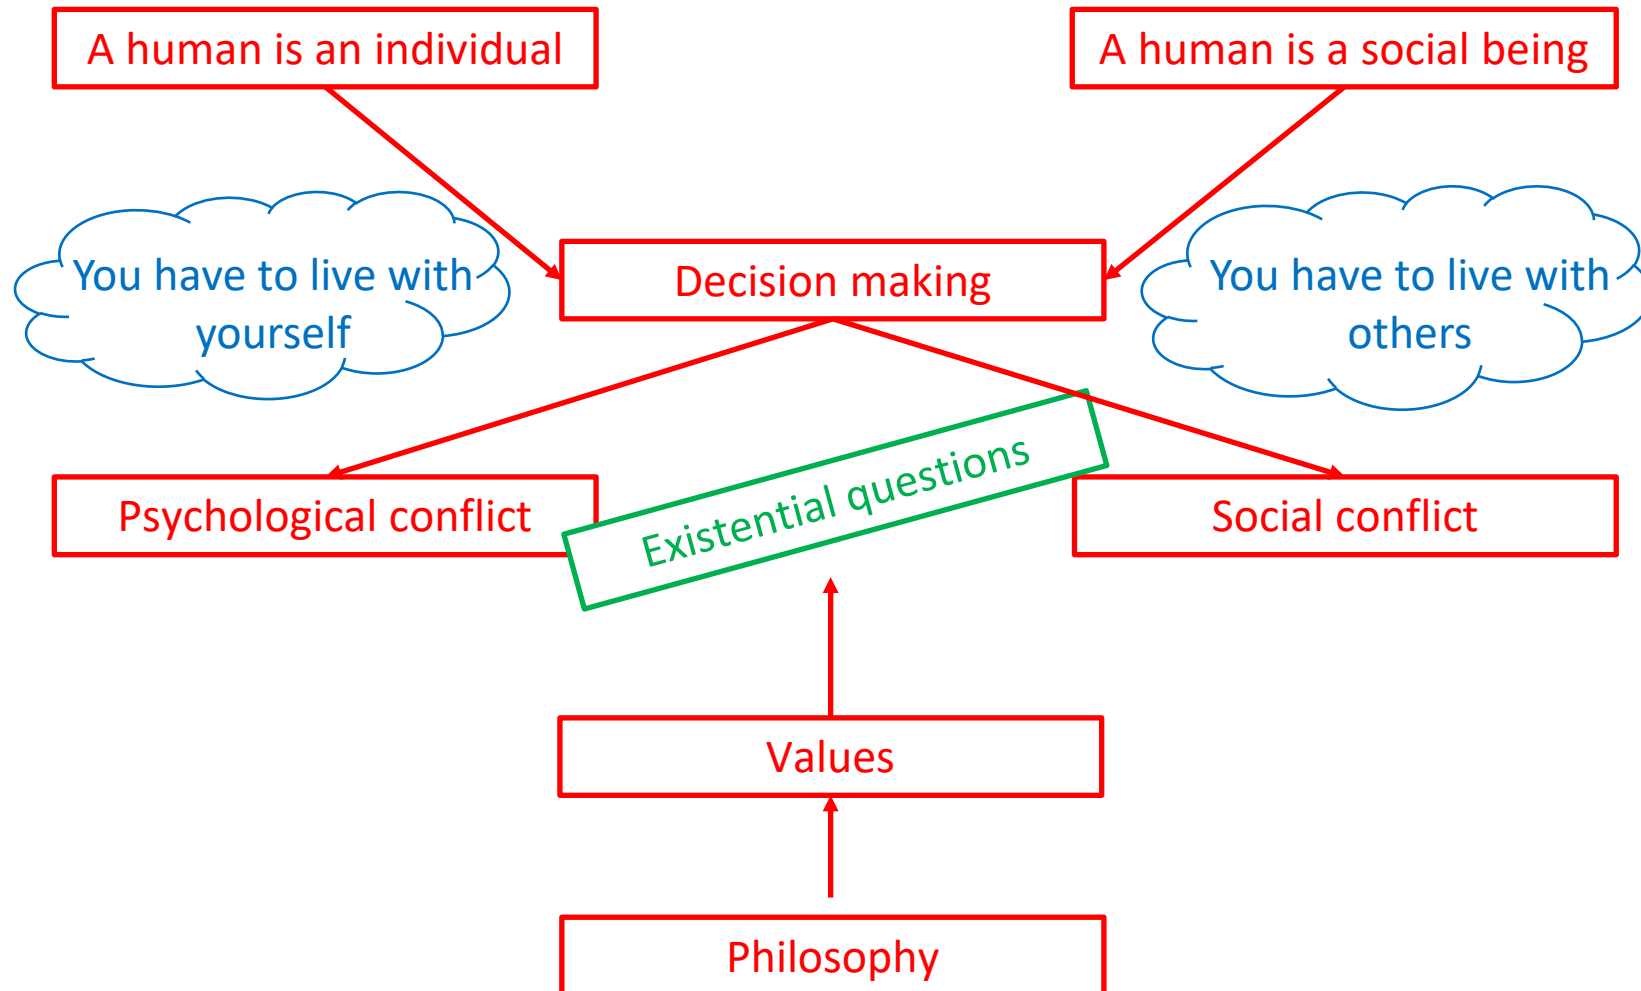 A human is an individual
A human is a social being
You have to live with
yourself
Decision making
You have to live with
others
Psychological conflict
Existential questions
Social conflict
Values
Philosophy